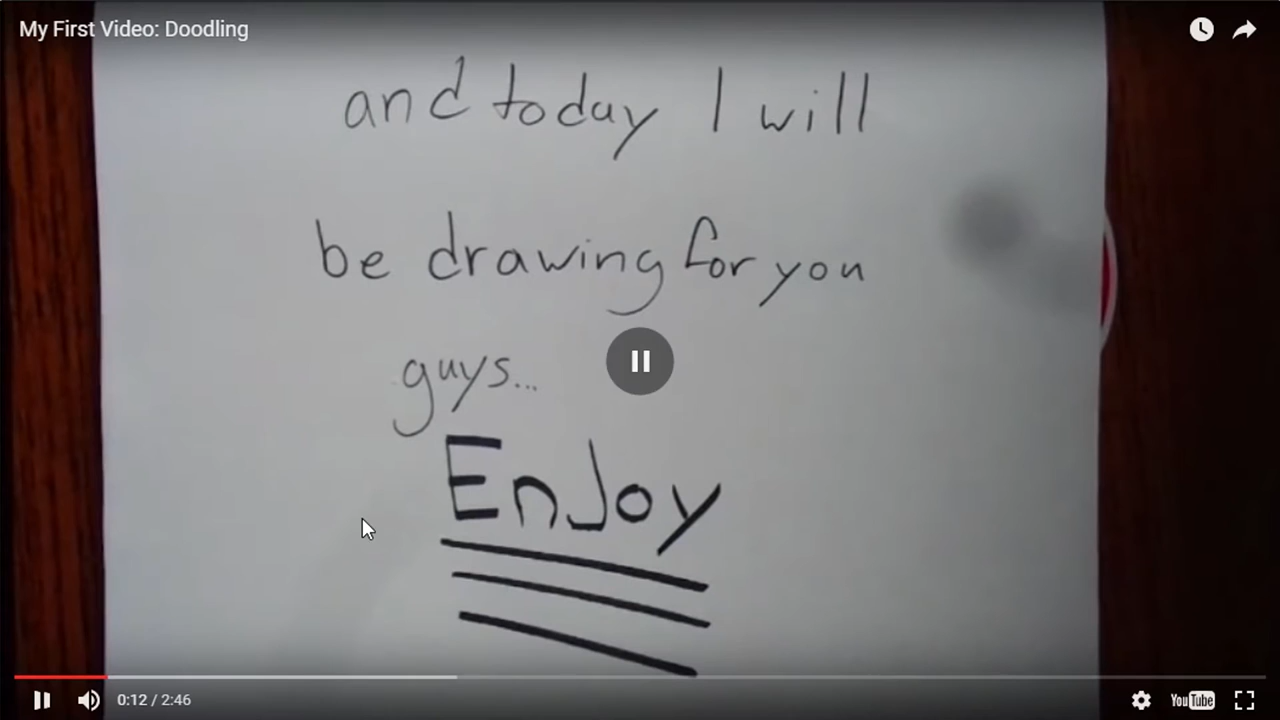 My First Video: Doodling
and today I will
be drawing for you
guys...
EnJoy
0:12 / 2:46
YouTube